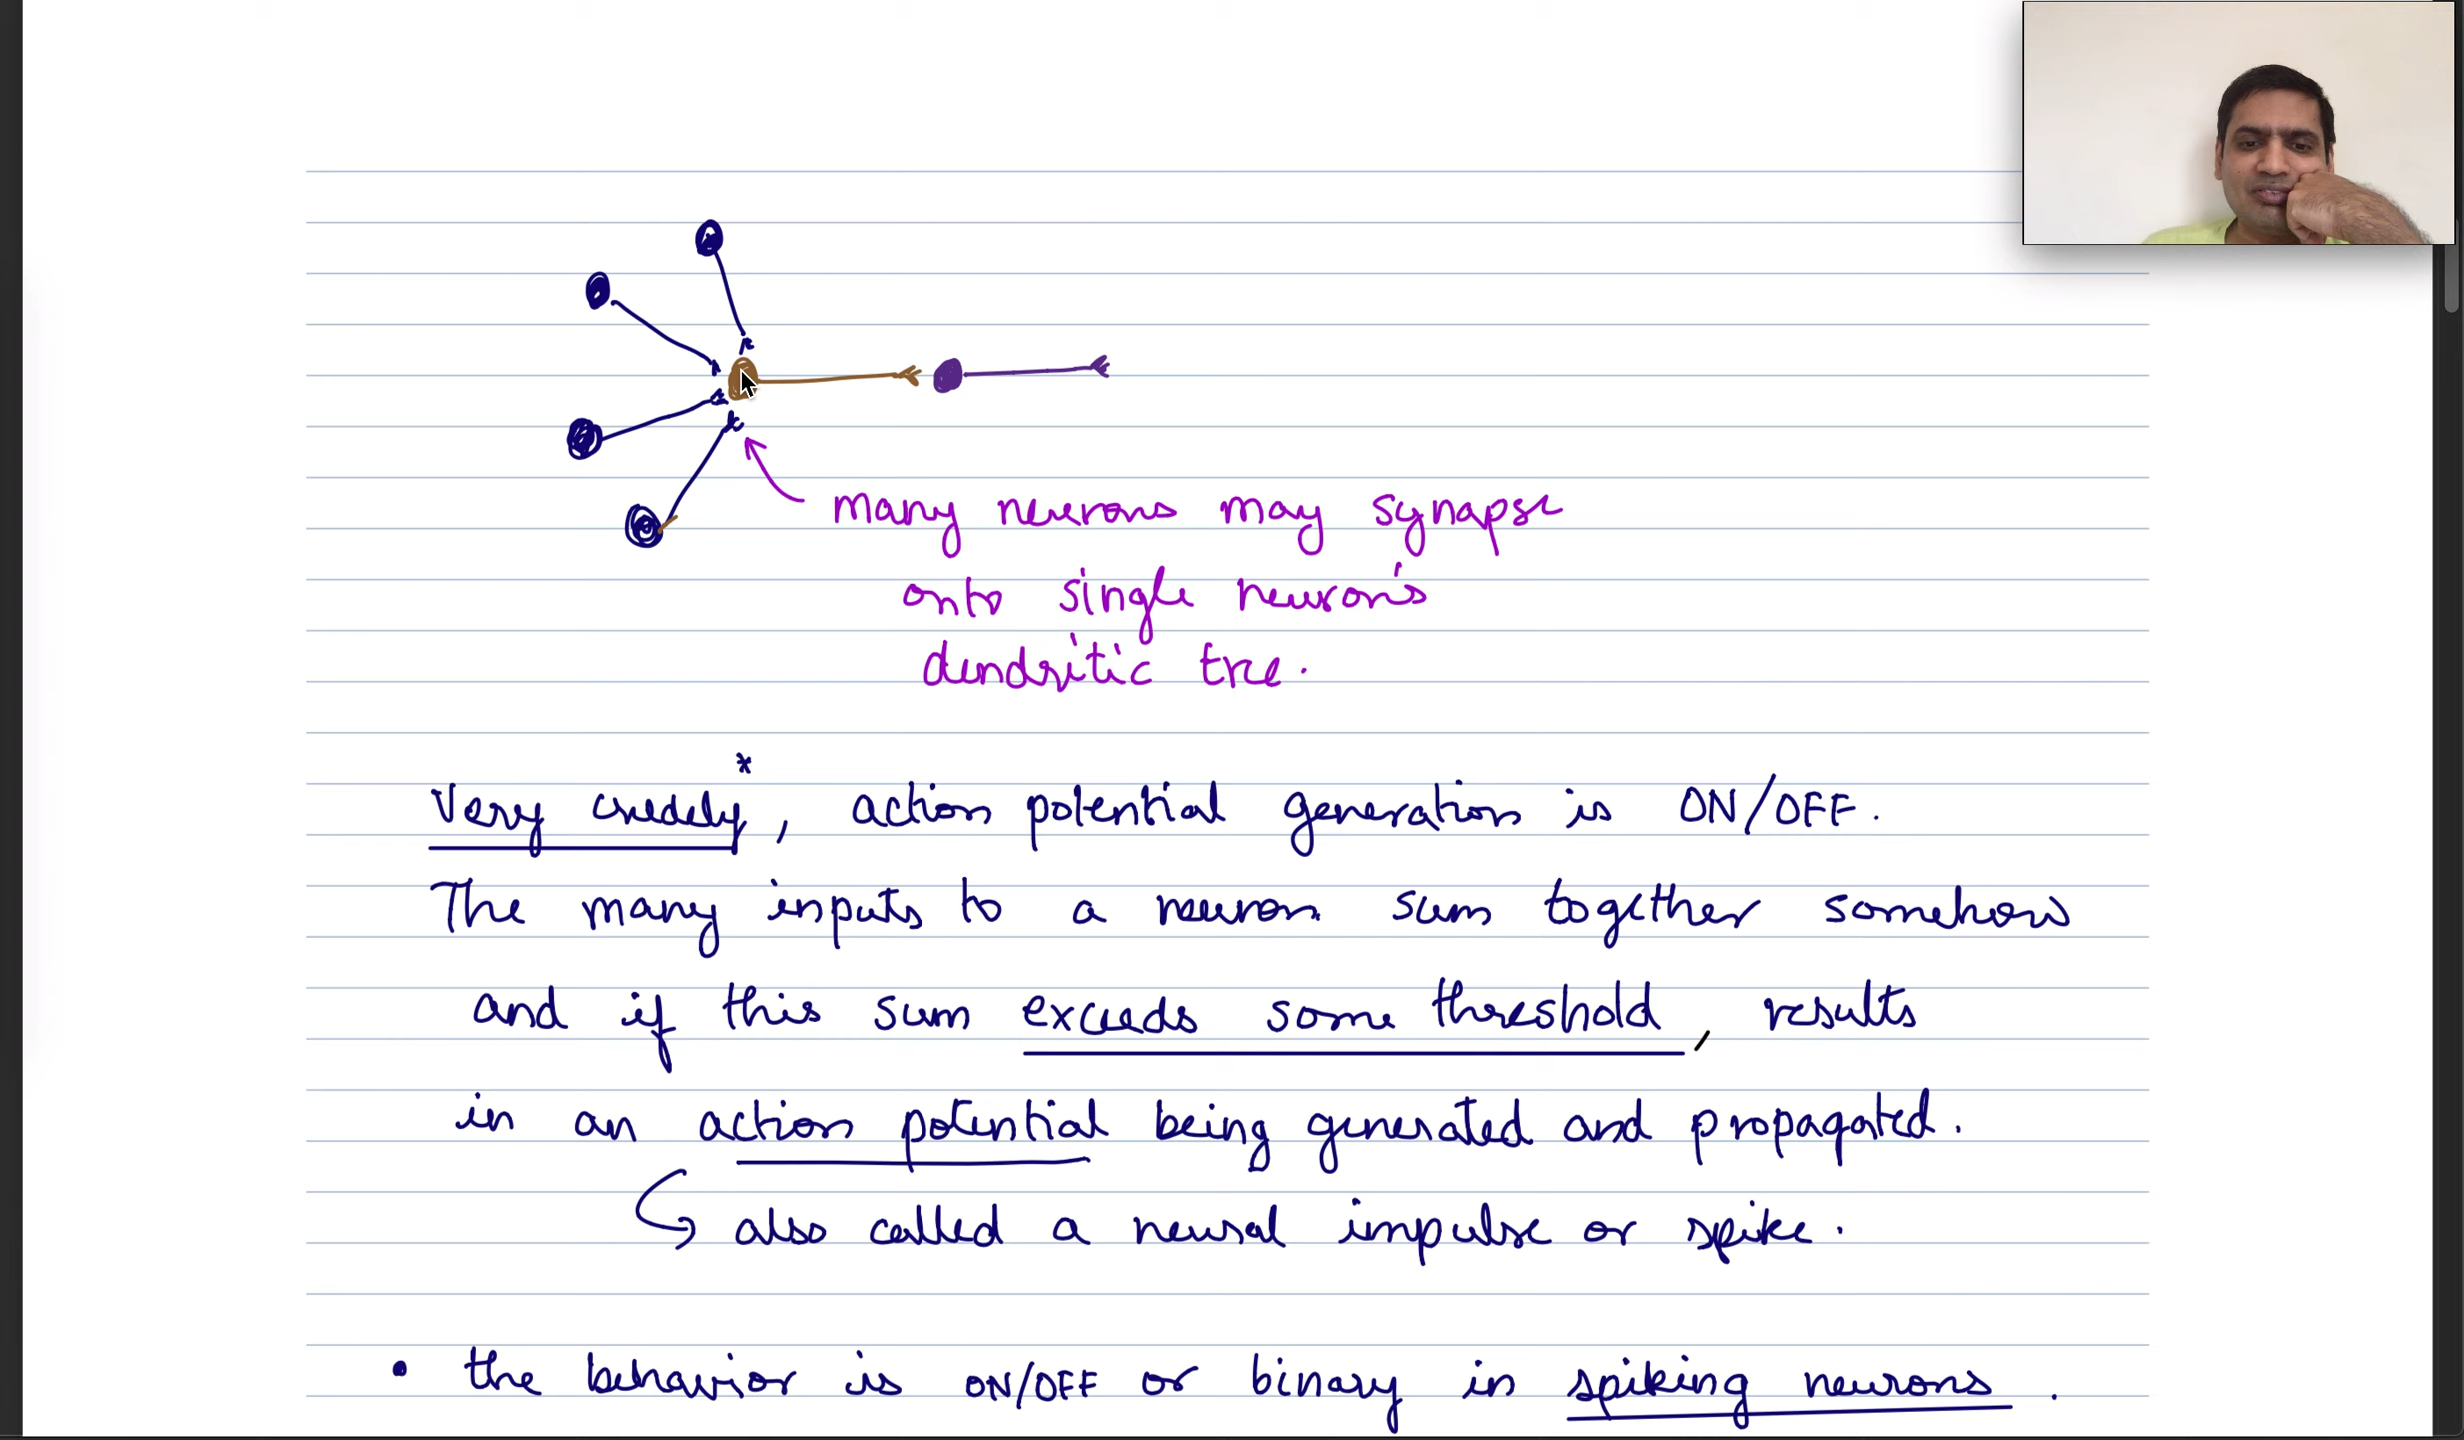 many neurons may synapse
onto single neuron's
dendritic tree.
*
Very crudely, action potential generation is ON/OFF.
The many inputs to a neuron sum together somehow
and if this sum exceeds some threshold, results
in an action potential being generated and propagated.
also called a neural impulse or spike.
• the behavior is ON/OFF or binary in spiking neurons.